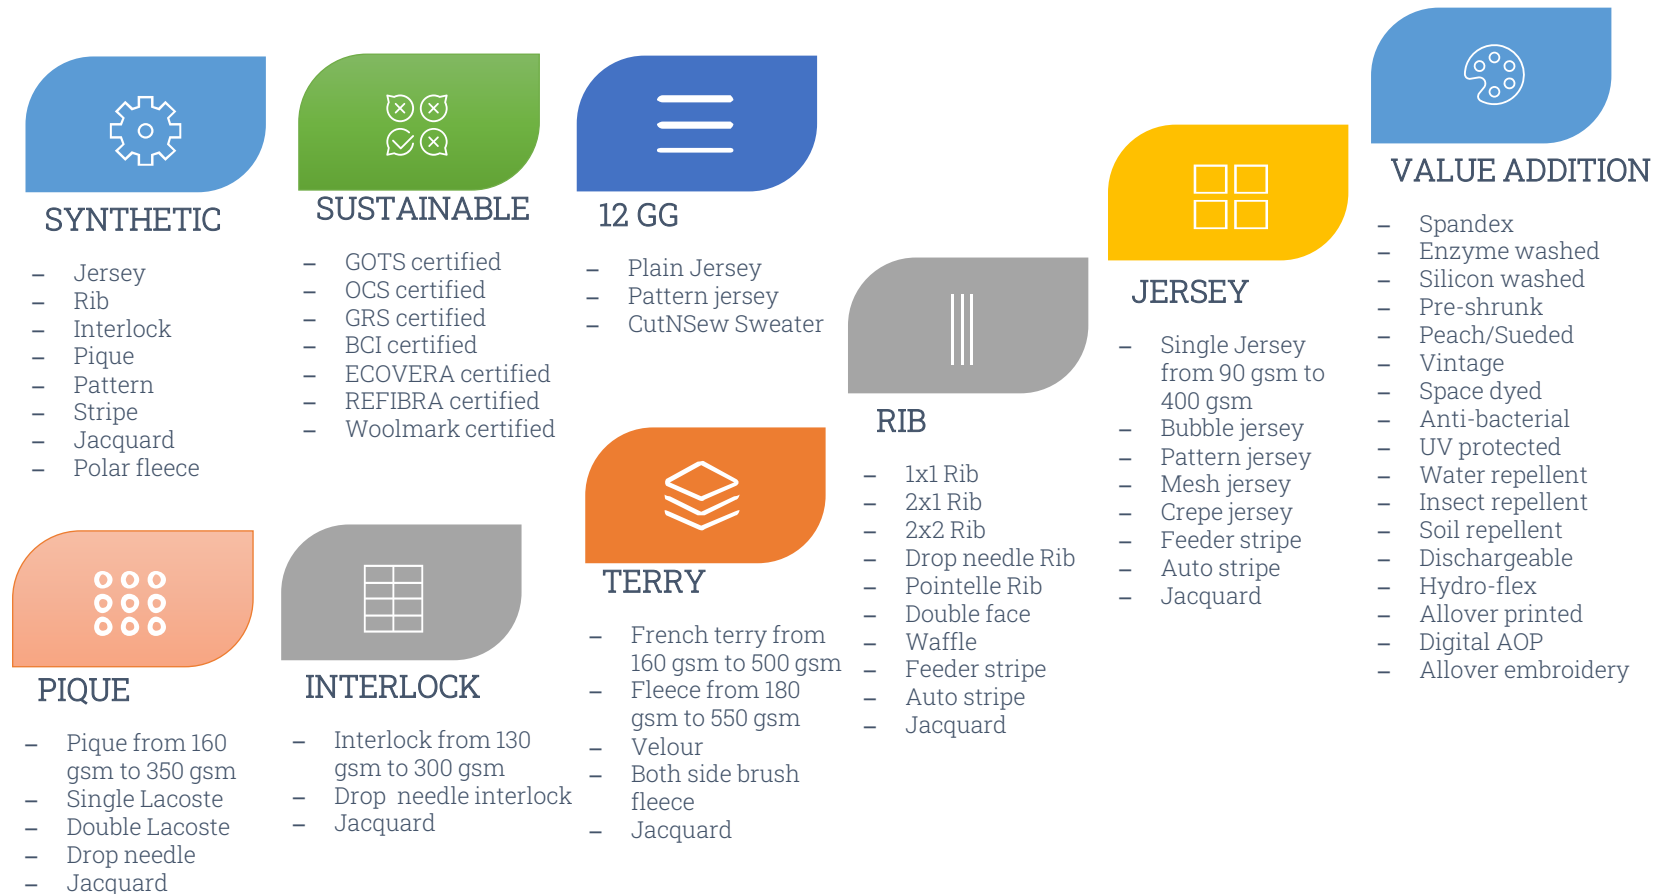 SYNTHETIC
– Jersey
– Rib
– Interlock
– Pique
– Pattern
– Stripe
– Jacquard
– Polar fleece
SUSTAINABLE
– GOTS certified
– OCS certified
– GRS certified
– BCI certified
– ECOVERA certified
– REFIBRA certified
– Woolmark certified
12 GG
– Plain Jersey
– Pattern jersey
– CutNSew Sweater
PIQUE
– Pique from 160
gsm to 350 gsm
– Single Lacoste
– Double Lacoste
– Drop needle
– Jacquard
INTERLOCK
– Interlock from 130
gsm to 300 gsm
– Drop needle interlock
– Jacquard
TERRY
– French terry from
160 gsm to 500 gsm
– Fleece from 180
gsm to 550 gsm
– Velour
– Both side brush
fleece
– Jacquard
RIB
– 1x1 Rib
– 2x1 Rib
– 2x2 Rib
– Drop needle Rib
– Pointelle Rib
– Double face
– Waffle
– Feeder stripe
– Auto stripe
– Jacquard
JERSEY
– Single Jersey
from 90 gsm to
400 gsm
– Bubble jersey
– Pattern jersey
– Mesh jersey
– Crepe jersey
– Feeder stripe
– Auto stripe
– Jacquard
VALUE ADDITION
– Spandex
– Enzyme washed
– Silicon washed
– Pre-shrunk
– Peach/Sueded
– Vintage
– Space dyed
– Anti-bacterial
– UV protected
– Water repellent
– Insect repellent
– Soil repellent
– Dischargeable
– Hydro-flex
– Allover printed
– Digital AOP
– Allover embroidery